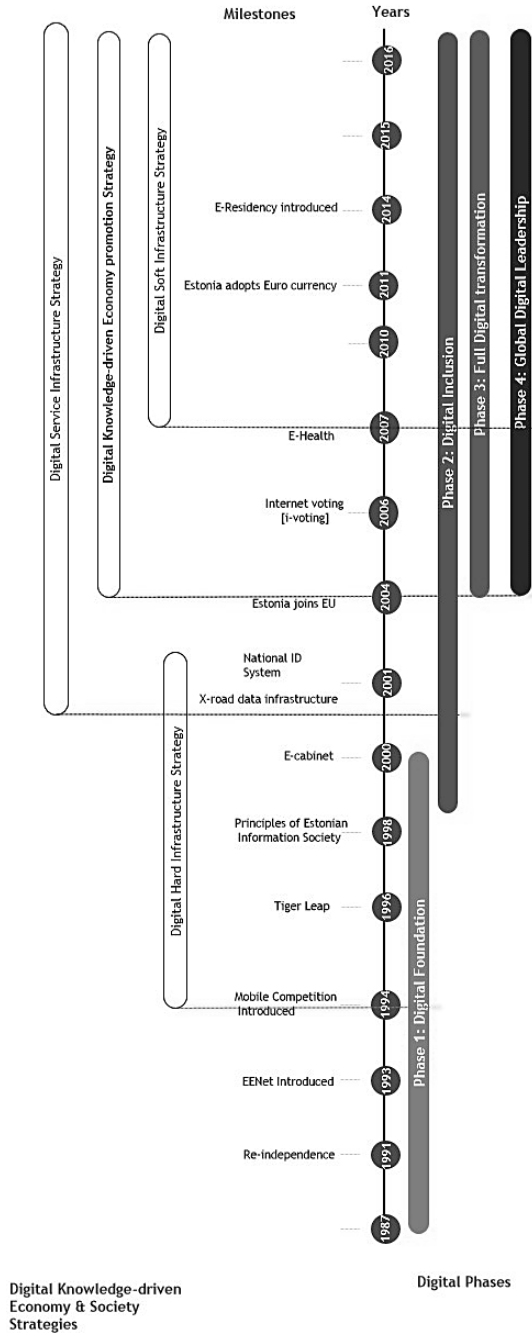 Milestones
Years
2016
2015
E-Residency introduced
2014
Estonia adopts Euro currency
2011
2010
E-Health
2007
Internet voting
[i-voting]
2006
Estonia joins EU
2004
National ID
System
2001
X-road data infrastructure
E-cabinet
2000
Principles of Estonian
Information Society
1998
Tiger Leap
1996
Mobile Competition
Introduced
1994
EENet Introduced
1993
Re-independence
1991
1987
Digital Service Infrastructure Strategy
Digital Knowledge-driven Economy promotion Strategy
Digital Soft Infrastructure Strategy
Digital Hard Infrastructure Strategy
Phase 1: Digital Foundation
Phase 2: Digital Inclusion
Phase 3: Full Digital transformation
Phase 4: Global Digital Leadership
Digital Knowledge-driven
Economy & Society
Strategies
Digital Phases